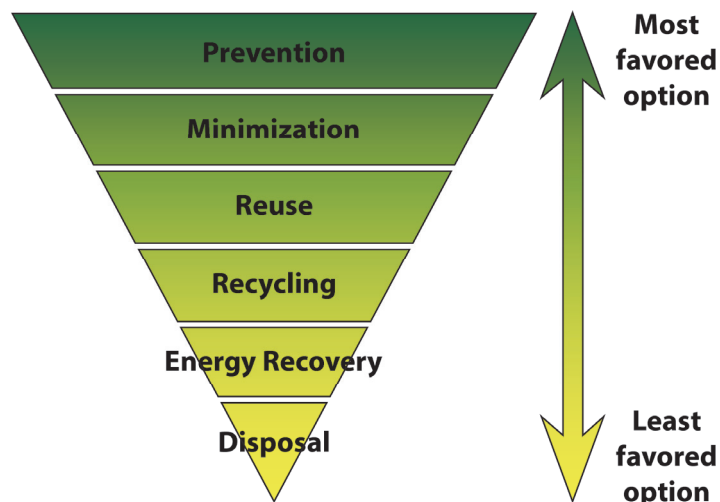 Prevention
Minimization
Reuse
Recycling
Energy Recovery
Disposal
Most
favored
option
Least
favored
option